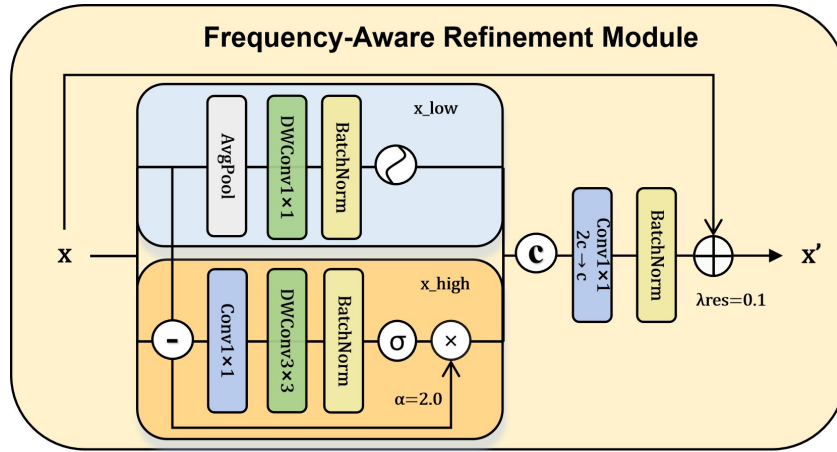 Frequency-Aware Refinement Module
x_low
AvgPool
DWConv1×1
BatchNorm
x
x_high
-
Conv1×1
DWConv3×3
BatchNorm
σ
×
α=2.0
c
Conv1×1
2c→c
BatchNorm
x'
λres=0.1